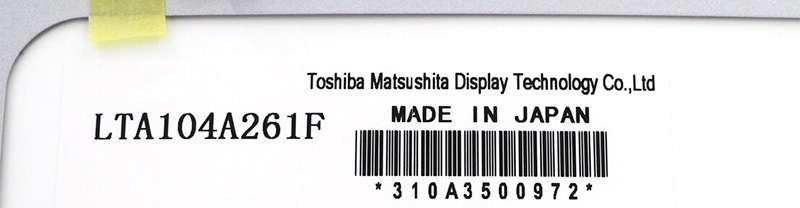 Toshiba Matsushita Display Technology Co.,Ltd
LTA104A261F
MADE IN JAPAN
*310A3500972*